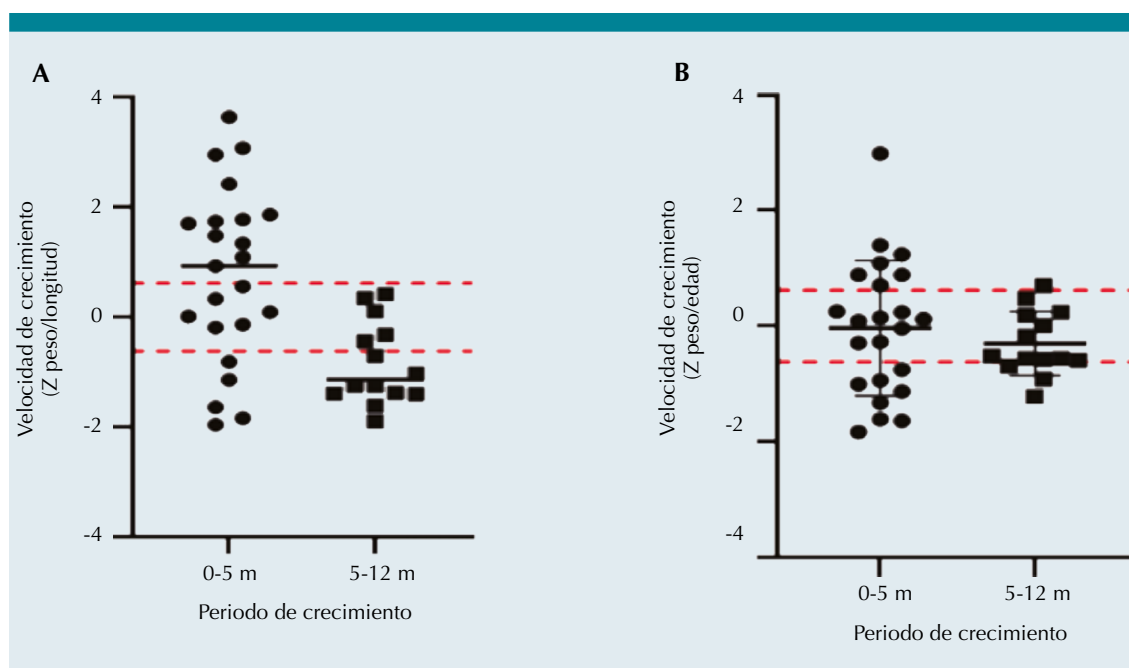 A
Velocidad de crecimiento
(Z peso/longitud)
4
2
0
-2
-4
0-5 m
5-12 m
Periodo de crecimiento
B
Velocidad de crecimiento
(Z peso/edad)
4
2
0
-2
-4
0-5 m
5-12 m
Periodo de crecimiento